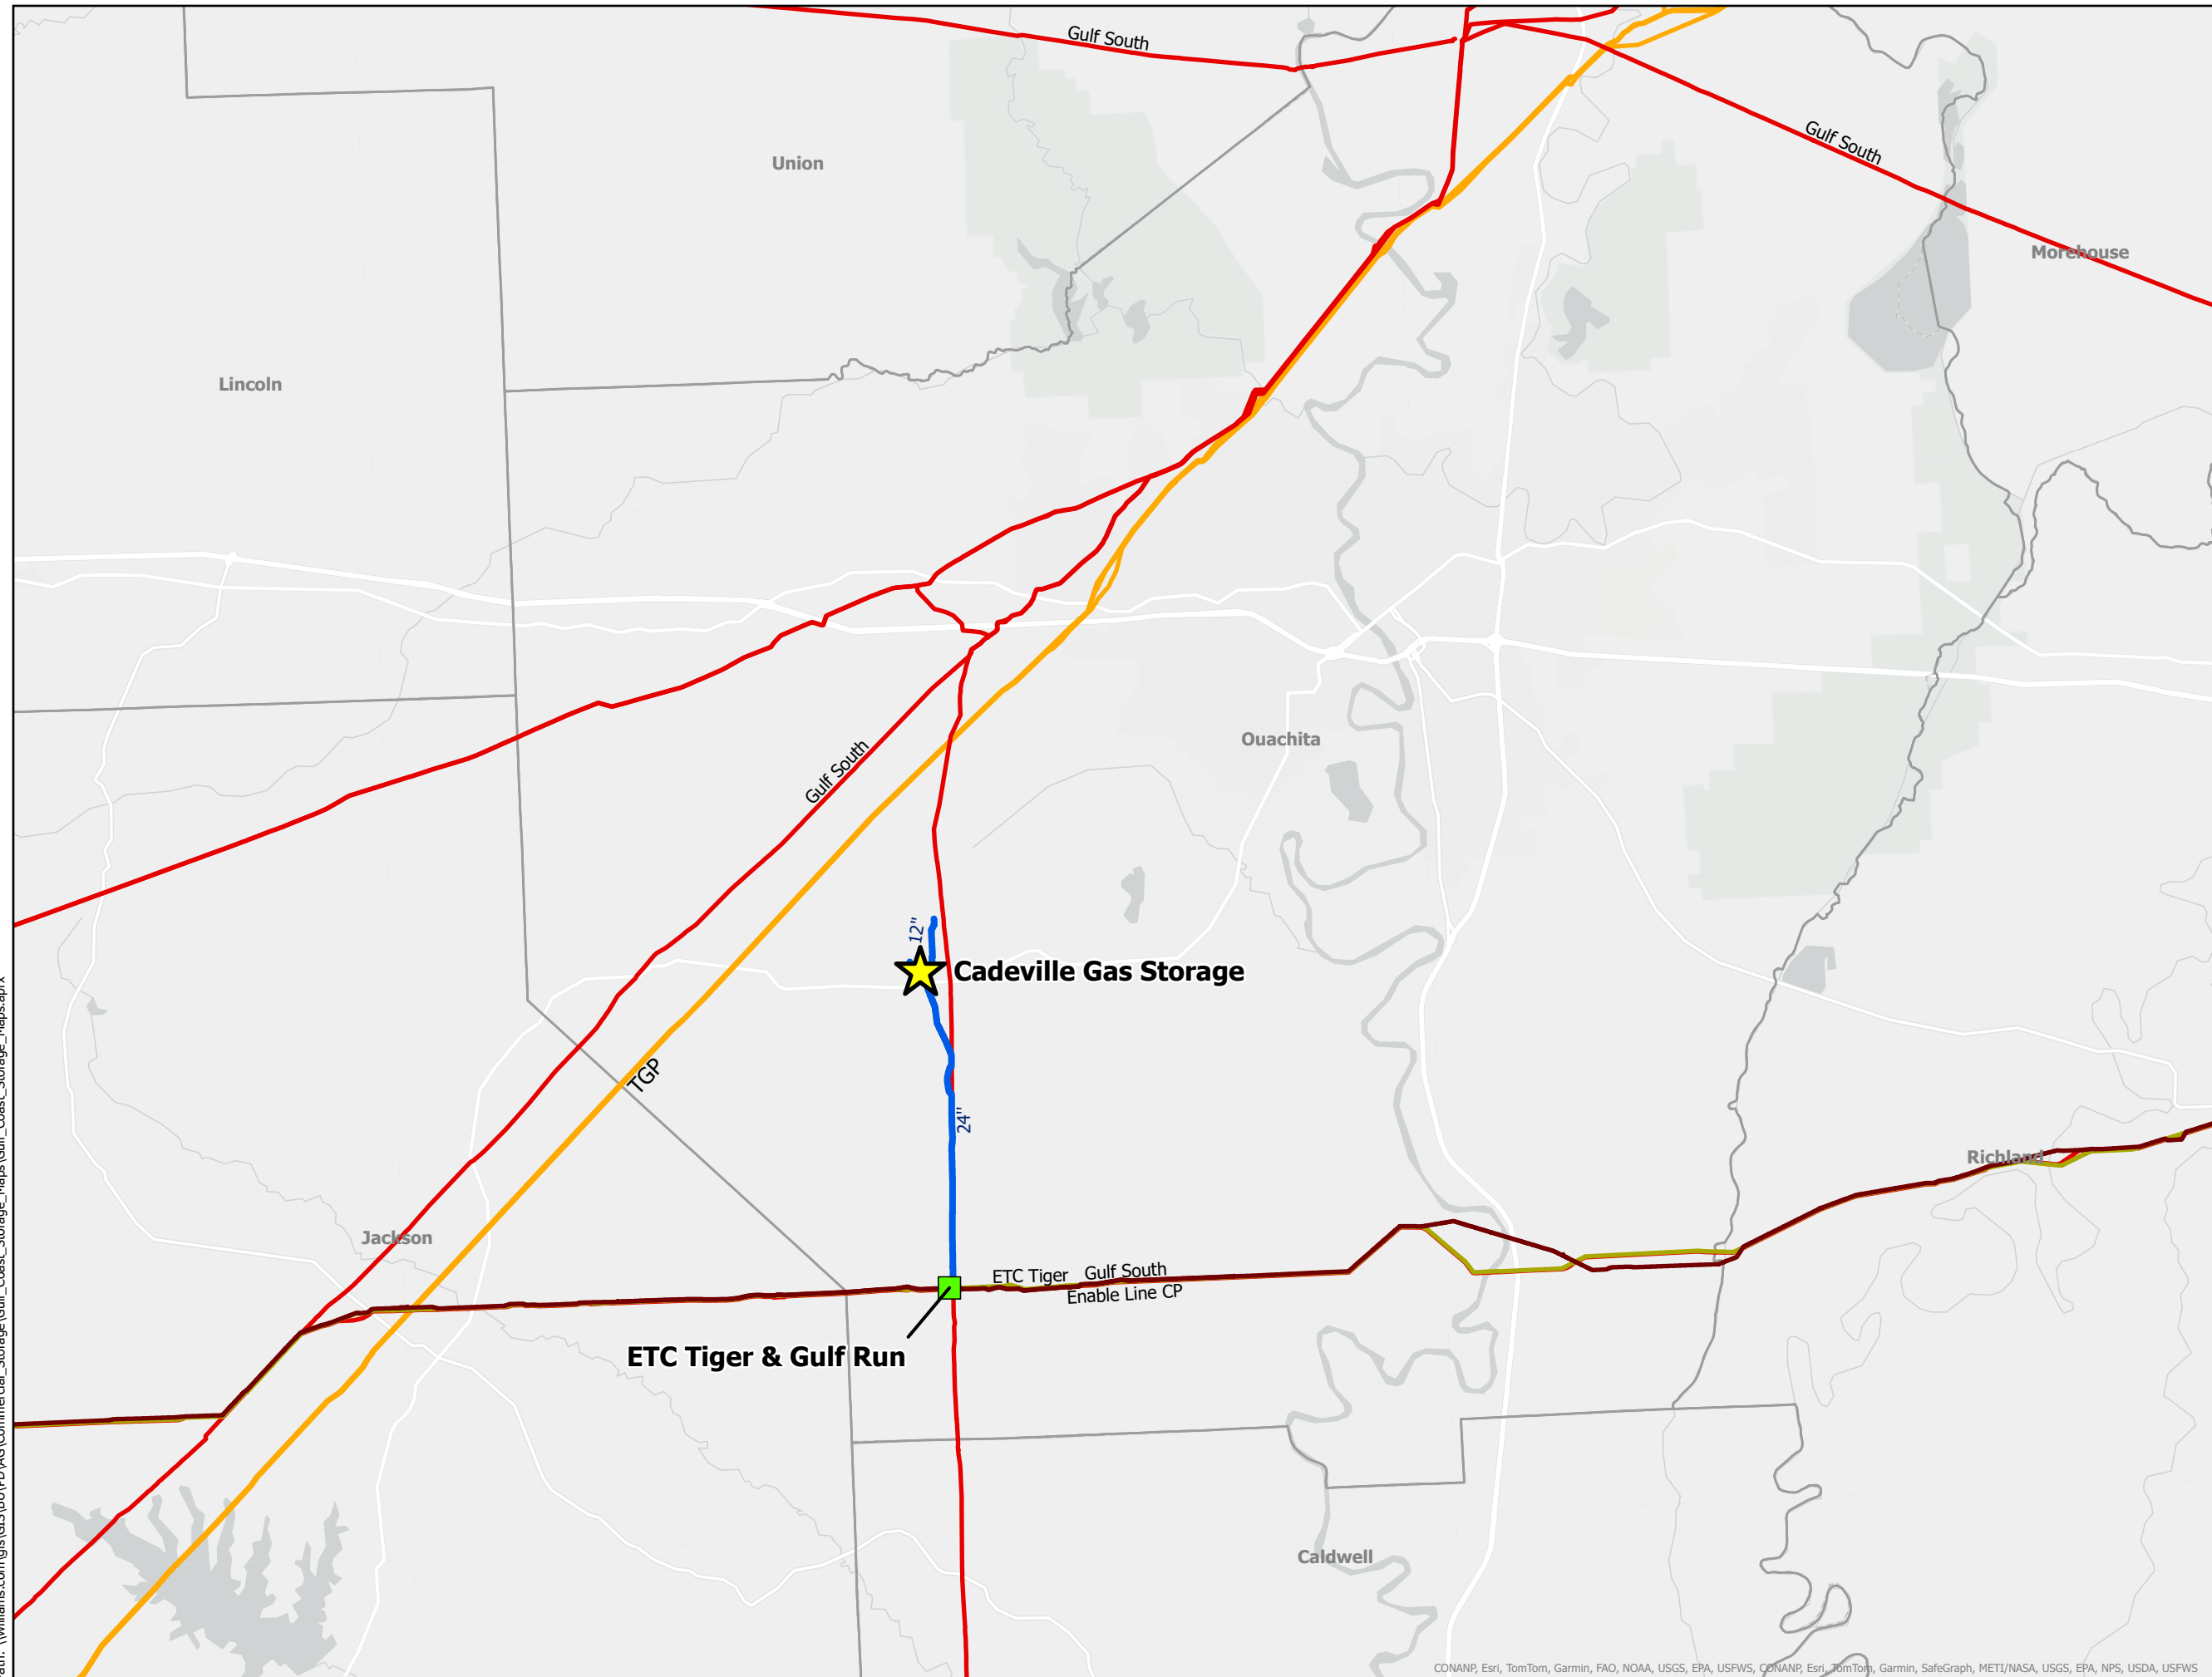 Gulf South
Gulf South
Union
Morehouse
Lincoln
Ouachita
Gulf South
12"
Cadeville Gas Storage
TGP
24"
Richland
Jackson
ETC Tiger Gulf South
Enable Line CP
ETC Tiger & Gulf Run
Caldwell
CONANP, Esri, TomTom, Garmin, FAO, NOAA, USGS, EPA, USFWS, CONANP, Esri, TomTom, Garmin, SafeGraph, METI/NASA, USGS, EPA, NPS, USDA, USFWS